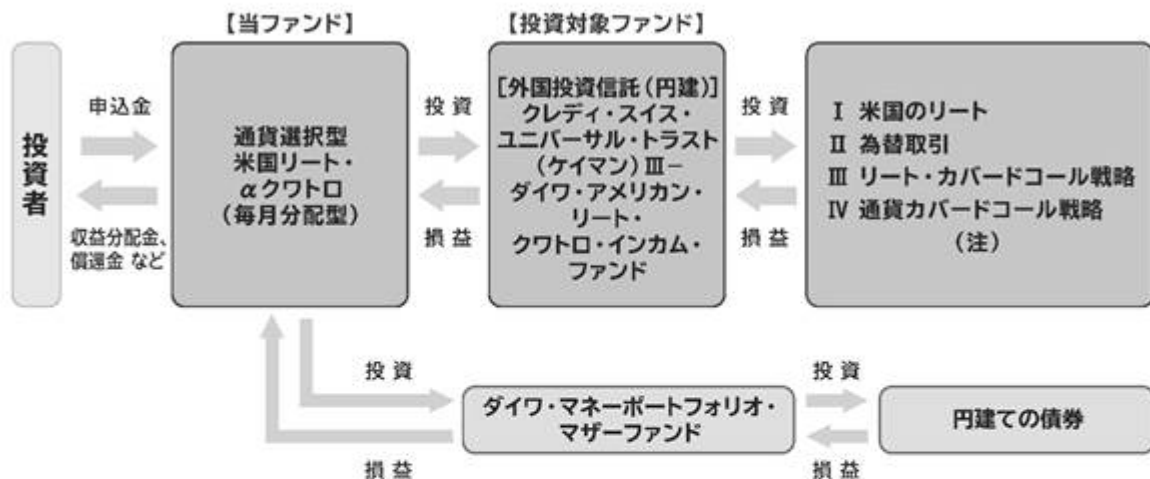 【当ファンド】
【投資対象ファンド】
投資者
申込金
収益分配金、
償還金 など
通貨選択型
米国リート・
αクワトロ
（毎月分配型）
投資
損益
［外国投資信託（円建）］
クレディ・スイス・
ユニバーサル・トラスト
（ケイマン）Ⅲ－
ダイワ・アメリカン・
リート・
クワトロ・インカム・
ファンド
投資
損益
Ⅰ 米国のリート
Ⅱ 為替取引
Ⅲ リート・カバードコール戦略
Ⅳ 通貨カバードコール戦略
（注）
投資
損益
ダイワ・マネーポートフォリオ・
マザーファンド
投資
損益
円建ての債券